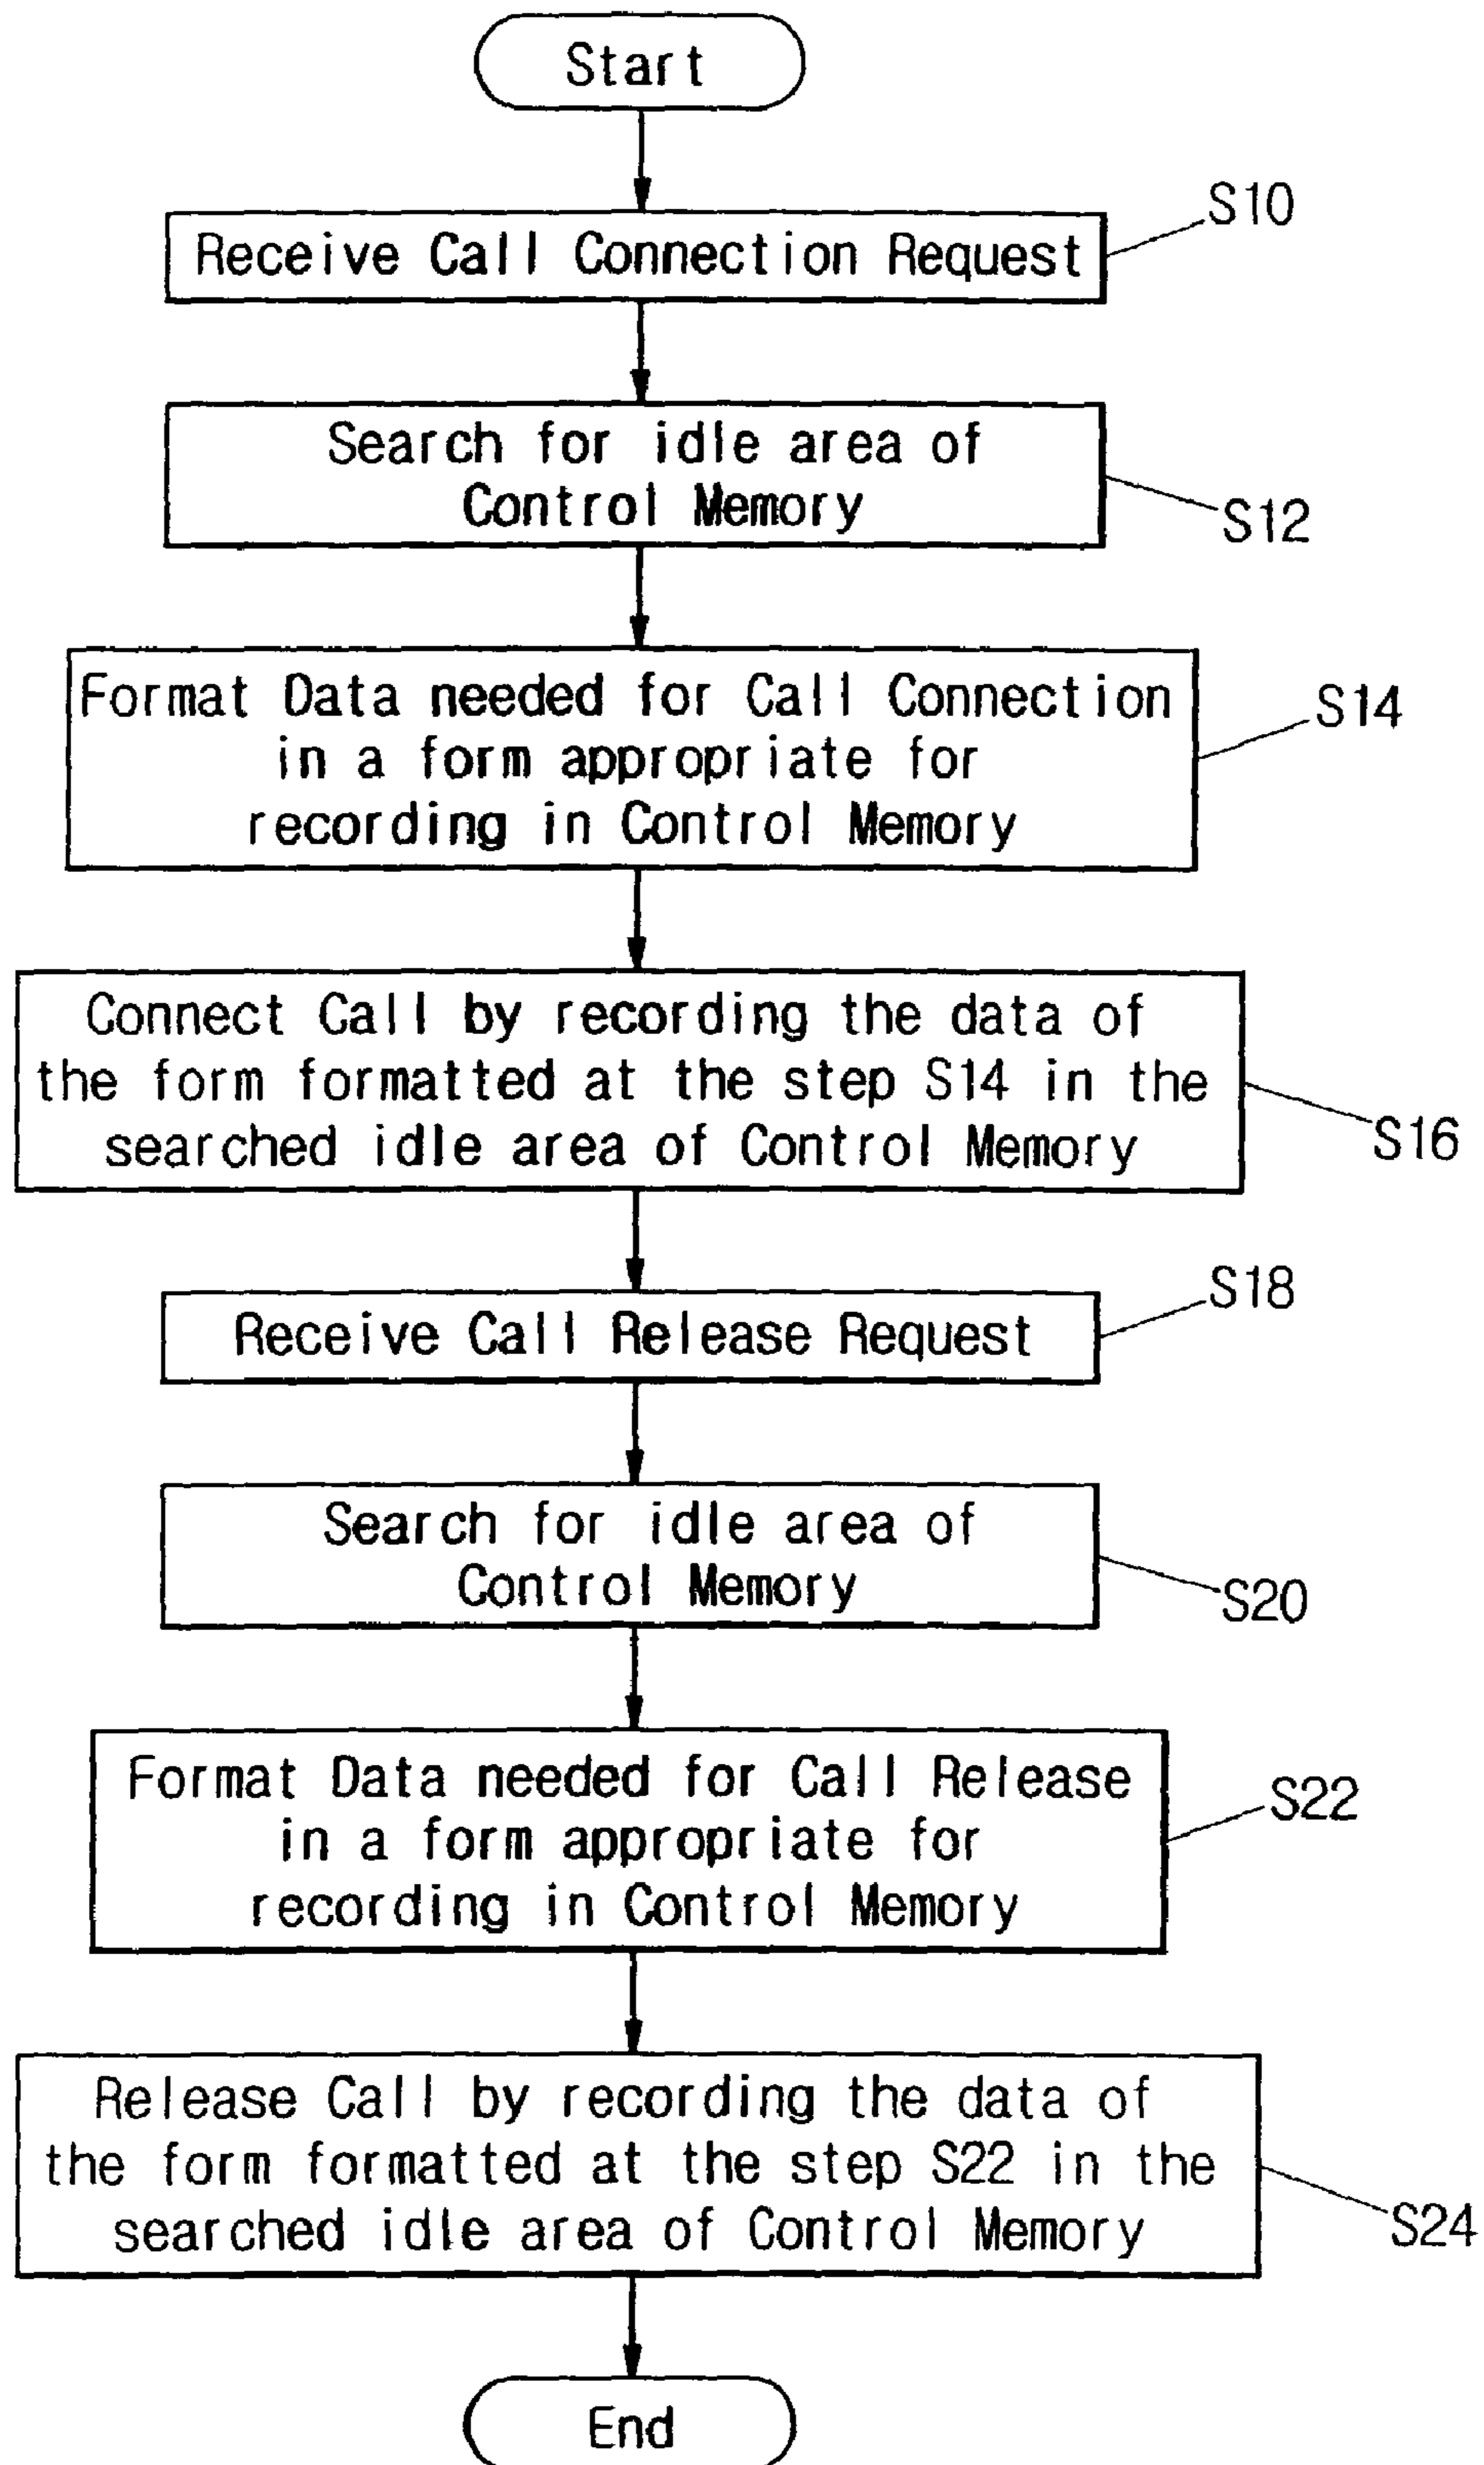 Start
S10
Receive Call Connection Request
Search for idle area of
Control Memory
S12
Format Data needed for Call Connection
in a form appropriate for
recording in Control Memory
S14
Connect Call by recording the data of
the form formatted at the step S14 in the
searched idle area of Control Memory
S16
S18
Receive Call Release Request
Search for idle area of
Control Memory
S20
Format Data needed for Call Release
in a form appropriate for
recording in Control Memory
S22
Release Call by recording the data of
the form formatted at the step S22 in the
searched idle area of Control Memory
S24
End